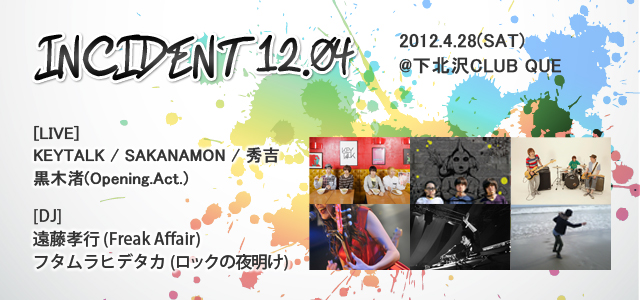 INCIDENT 12.04
2012.4.28(SAT)
@下北沢CLUB QUE
[LIVE]
KEYTALK / SAKANAMON / 秀吉
黒木渚(Opening.Act.)
[DJ]
遠藤孝行 (Freak Affair)
フタムラヒデタカ (ロックの夜明け)
KEY
TALK